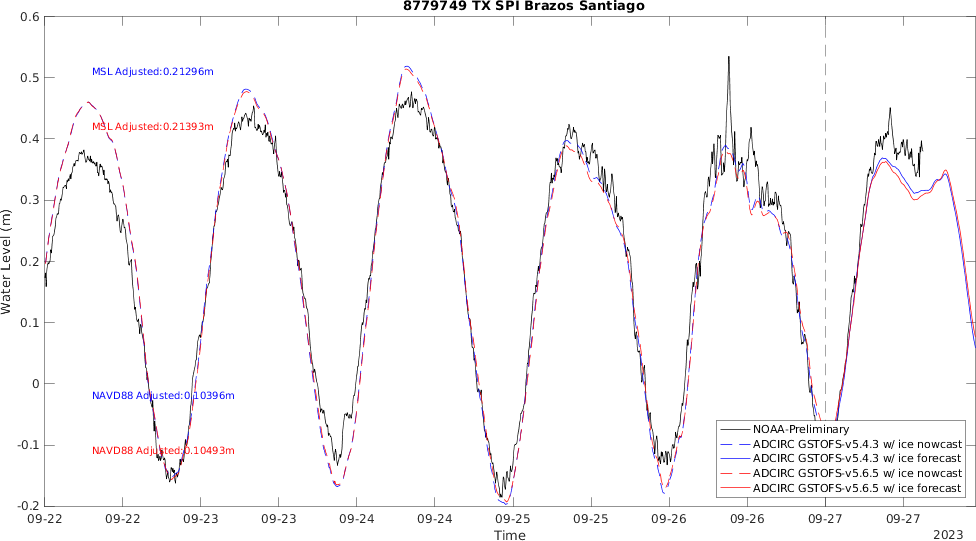 8779749 TX SPI Brazos Santiago
0.6
0.5
0.4
0.3
0.2
0.1
0
-0.1
-0.2
Water Level (m)
MSL Adjusted:0.21296m
MSL Adjusted:0.21393m
NAVD88 Adjusted:0.10396m
NAVD88 Adjusted:0.10493m
NOAA-Preliminary
ADCIRC GSTOFS-v5.4.3 w/ ice nowcast
ADCIRC GSTOFS-v5.4.3 w/ ice forecast
ADCIRC GSTOFS-v5.6.5 w/ ice nowcast
ADCIRC GSTOFS-v5.6.5 w/ ice forecast
09-22 09-22 09-23 09-23 09-24 09-24 09-25 09-25 09-26 09-26 09-27 09-27
Time
2023